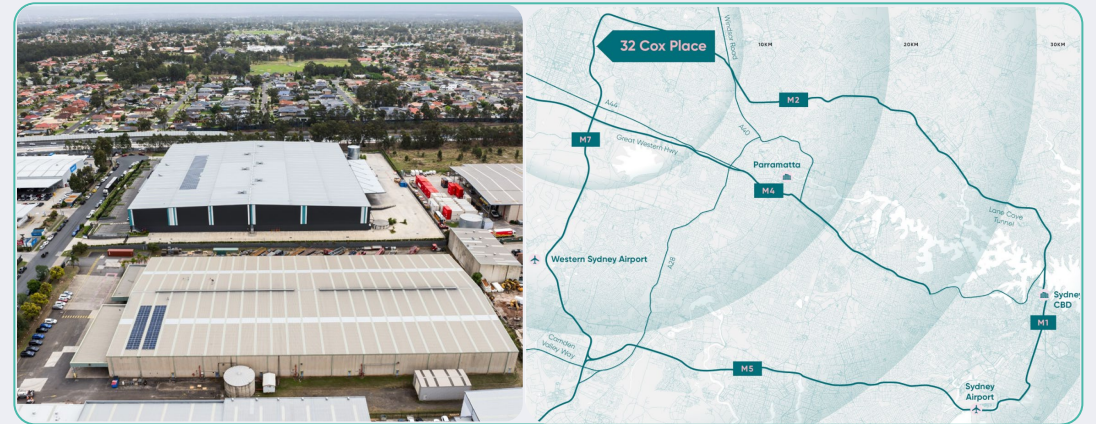 32 Cox Place
Windsor Road
10KM
20KM
30KM
A44
M2
A40
M7
Great Western Hwy
Parramatta
M4
Lane Cove
Tunnel
Western Sydney Airport
A28
Sydney
CBD
M1
Camden
Valley Way
M5
Sydney
Airport